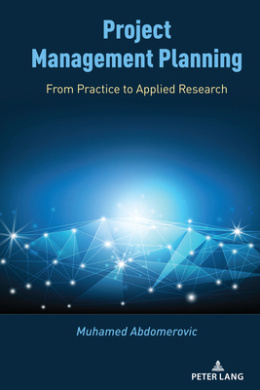 Project
Management Planning
From Practice to Applied Research
Muhamed Abdomerovic
PETER LANG